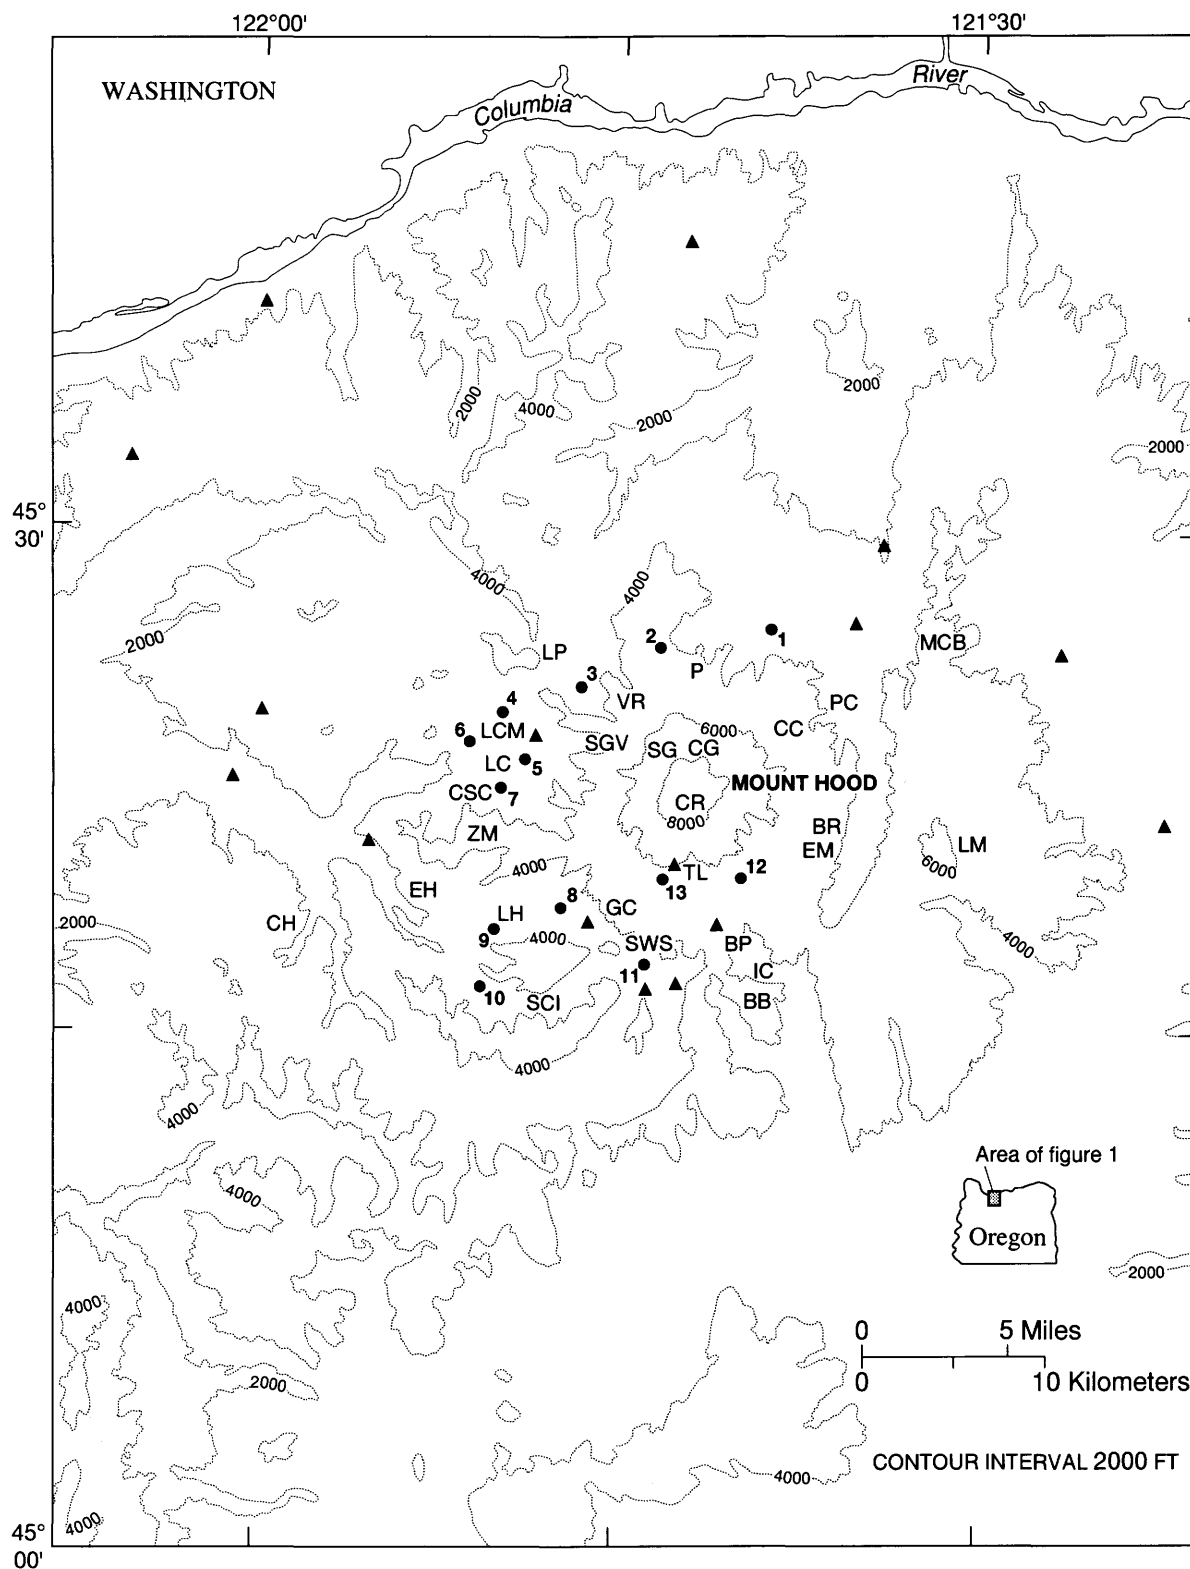 122°00'
121°30'
WASHINGTON
Columbia
River
2000
4000
2000
2000
2000
45°
30'
4000
4000
2000
1
2
MCB
LP
P
3
VR
PC
4
6000
CC
6
LCM
SGV
SG
CG
LC
5
MOUNT HOOD
CSC
7
CR
8000
BR
ZM
EM
LM
6000
4000
TL
12
13
EH
8
GC
2000
CH
LH
9
4000
SWS
BP
4000
11
IC
10
SCI
BB
4000
4000
Area of figure 1
4000
Oregon
2000
4000
0
5 Miles
0
10 Kilometers
2000
CONTOUR INTERVAL 2000 FT
4000
4000
45°
00'